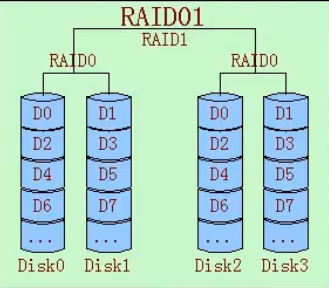 RAID01
RAID1
RAID0 RAID0
D0 D1 D0 D1
D2 D3 D2 D3
D4 D5 D4 D5
D6 D7 D6 D7
... ... ... ...
Disk0 Disk1 Disk2 Disk3